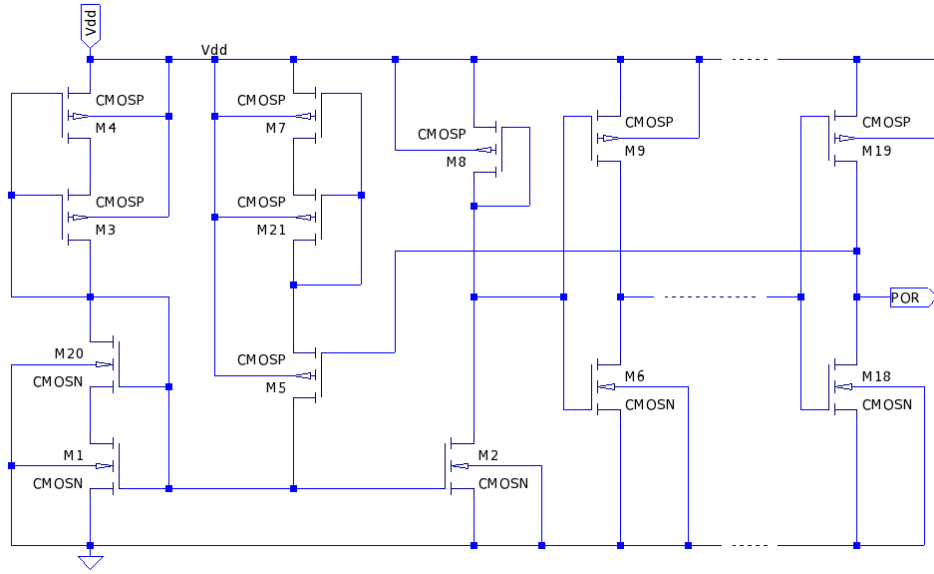 Vdd
Vdd
CMOSP
M4
CMOSP
M7
CMOSP
M8
CMOSP
M9
CMOSP
M19
CMOSP
M3
CMOSP
M21
POR
M20
CMOSN
CMOSP
M5
M6
CMOSN
M18
CMOSN
M1
CMOSN
M2
CMOSN